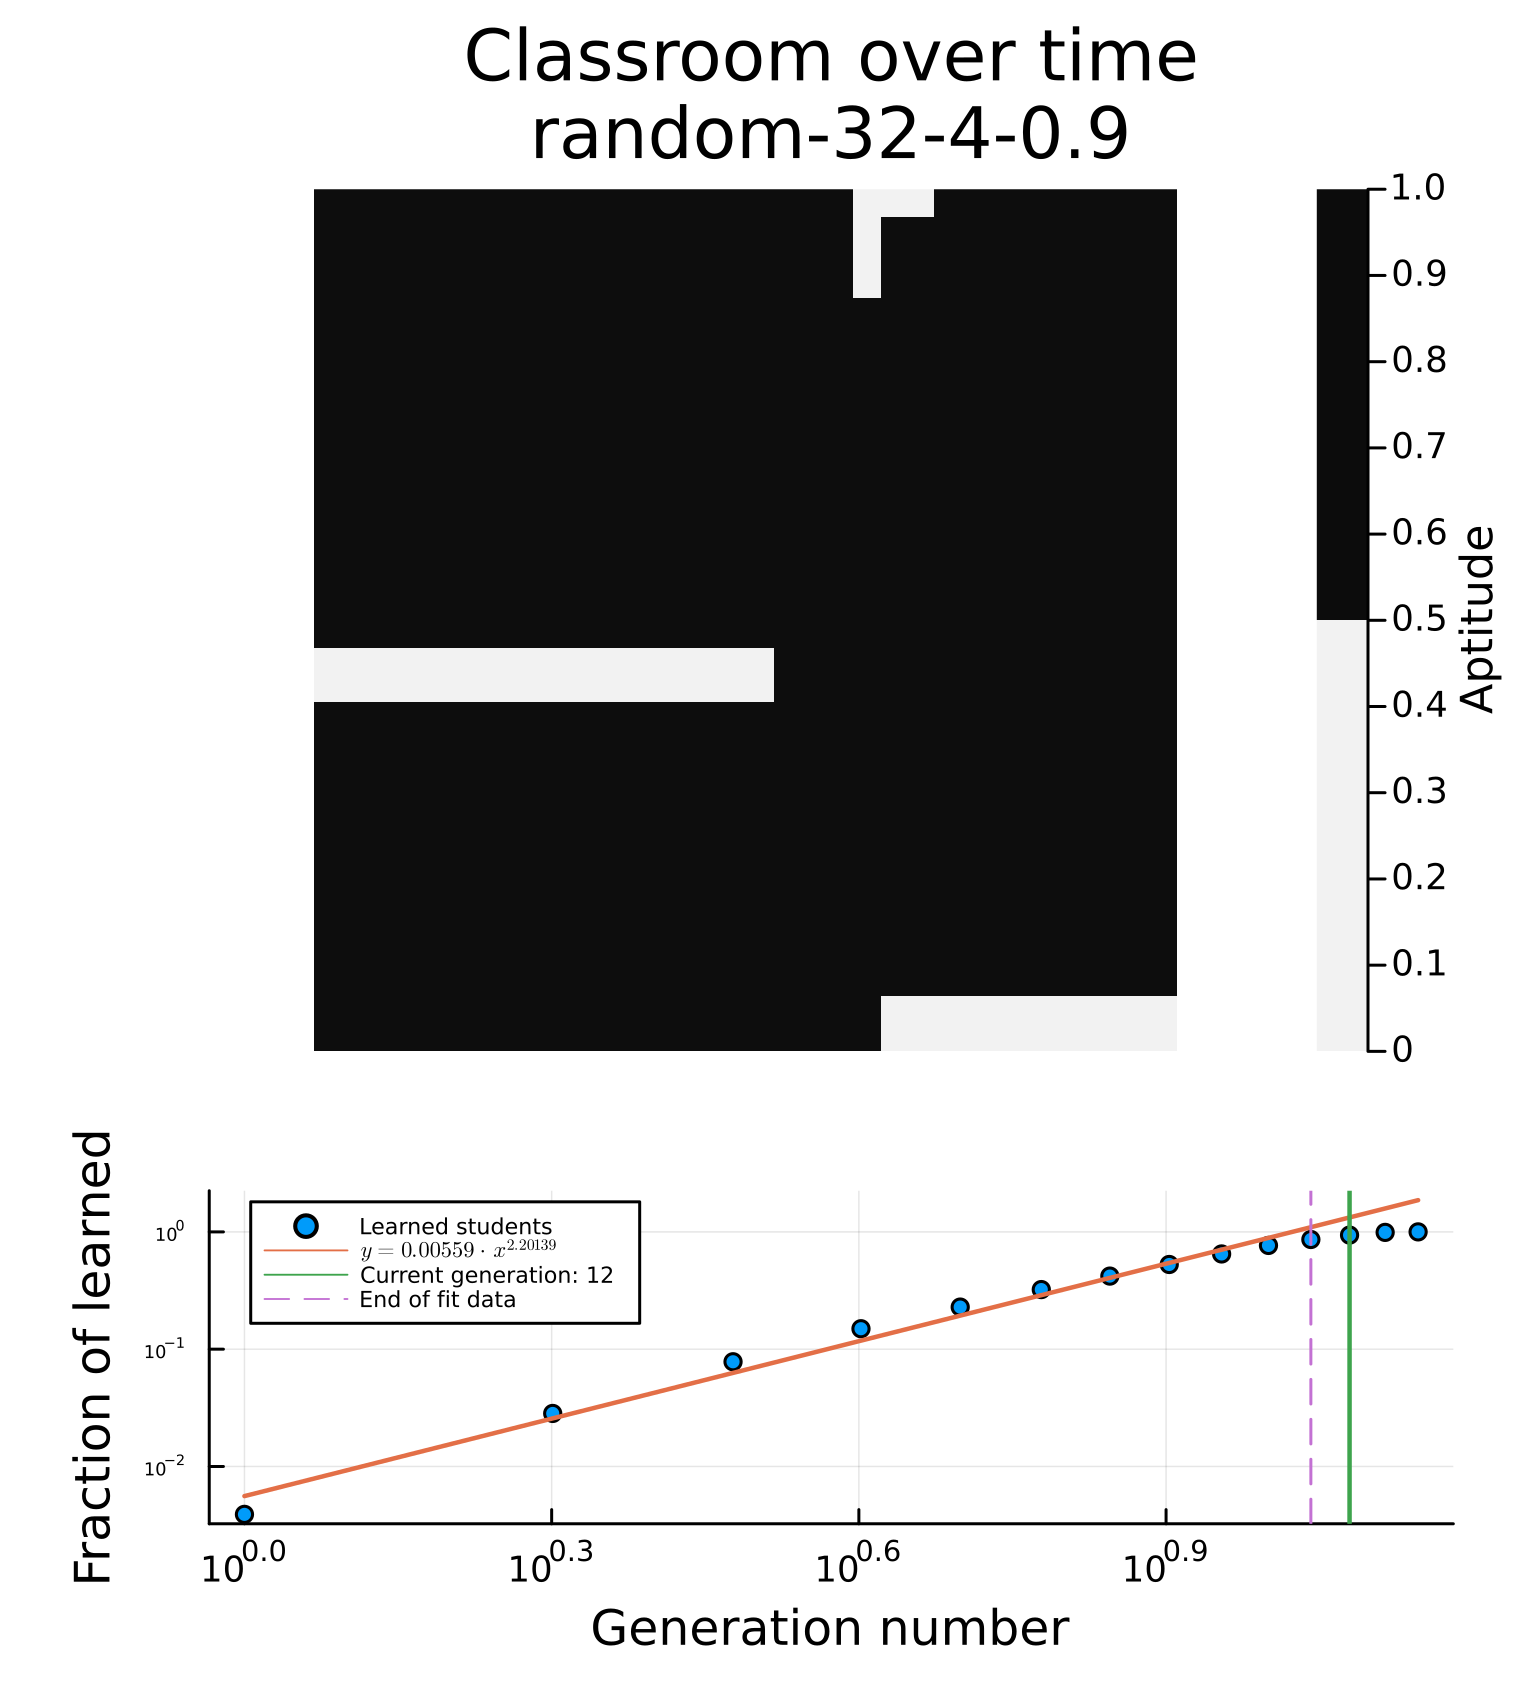 Classroom over time
random-32-4-0.9
1.0
0.9
0.8
0.7
0.6
0.5
0.4
0.3
0.2
0.1
0
Aptitude
Fraction of learned
10⁰
10⁻¹
10⁻²
Learned students
y = 0.00559 · x^2.20139
Current generation: 12
End of fit data
10^0.0 10^0.3 10^0.6 10^0.9
Generation number